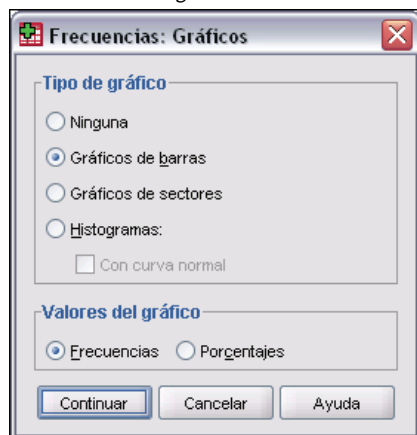 Frecuencias: Gráficos
Tipo de gráfico
Ninguna
Gráficos de barras
Gráficos de sectores
Histogramas:
Con curva normal
Valores del gráfico
Frecuencias Porcentajes
Continuar Cancelar Ayuda